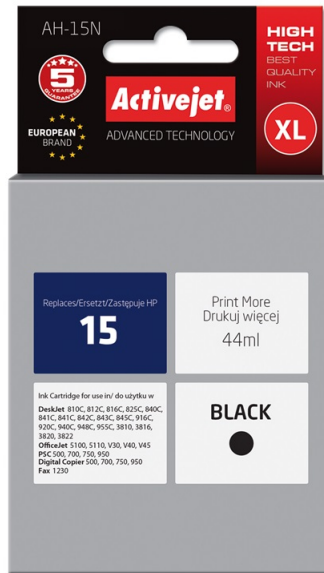 AH-15N
HIGH
TECH
BEST
QUALITY
INK
5
YEARS
GUARANTEE
Activejet®
EUROPEAN
BRAND
ADVANCED TECHNOLOGY
XL
Replaces/Ersetzt/Zastępuje HP
15
Print More
Drukuj więcej
44ml
Ink Cartridge for use in/ do użytku w
DeskJet 810C, 812C, 816C, 825C, 840C,
841C, 841C, 842C, 843C, 845C, 916C,
920C, 940C, 948C, 955C, 3810, 3816,
3820, 3822
OfficeJet 5100, 5110, V30, V40, V45
PSC 500, 700, 750, 950
Digital Copier 500, 700, 750, 950
Fax 1230
BLACK